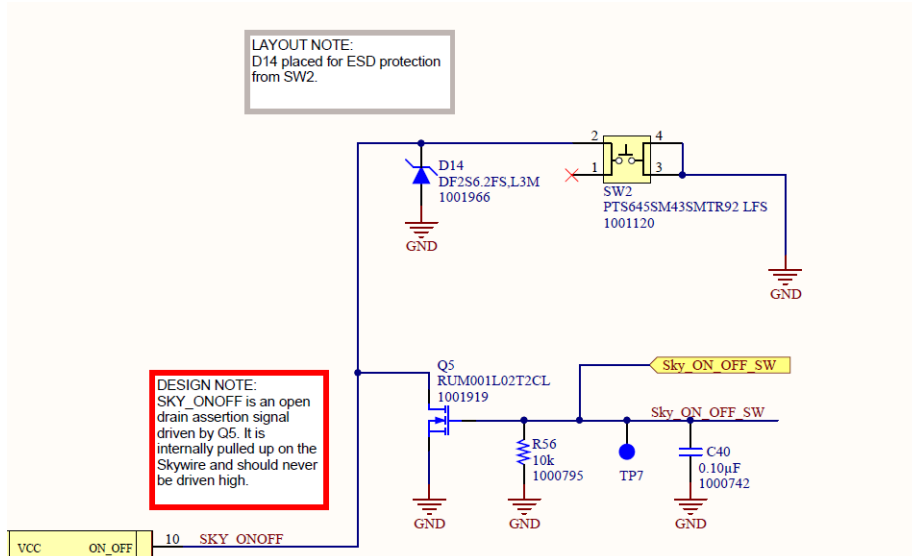 LAYOUT NOTE:
D14 placed for ESD protection
from SW2.
2
4
1
3
D14
DF2S6.2FS,L3M
1001966
GND
SW2
PTS645SM43SMTR92 LFS
1001120
GND
DESIGN NOTE:
SKY_ONOFF is an open
drain assertion signal
driven by Q5. It is
internally pulled up on the
Skywire and should never
be driven high.
Q5
RUM001L02T2CL
1001919
Sky_ON_OFF_SW
Sky_ON_OFF_SW
R56
10k
1000795
TP7
C40
0.10µF
1000742
GND
GND
GND
VCC
ON_OFF
10
SKY_ONOFF